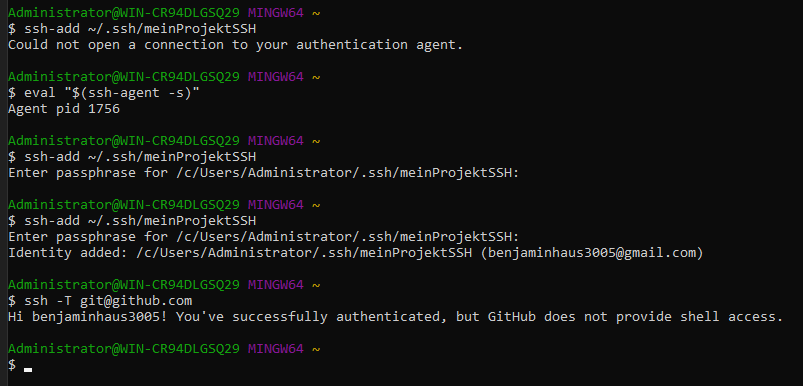 Administrator@WIN-CR94DLGSQ29 MINGW64 ~
$ ssh-add ~/.ssh/meinProjektSSH
Could not open a connection to your authentication agent.
Administrator@WIN-CR94DLGSQ29 MINGW64 ~
$ eval "$(ssh-agent -s)"
Agent pid 1756
Administrator@WIN-CR94DLGSQ29 MINGW64 ~
$ ssh-add ~/.ssh/meinProjektSSH
Enter passphrase for /c/Users/Administrator/.ssh/meinProjektSSH:
Administrator@WIN-CR94DLGSQ29 MINGW64 ~
$ ssh-add ~/.ssh/meinProjektSSH
Enter passphrase for /c/Users/Administrator/.ssh/meinProjektSSH:
Identity added: /c/Users/Administrator/.ssh/meinProjektSSH (benjaminhaus3005@gmail.com)
Administrator@WIN-CR94DLGSQ29 MINGW64 ~
$ ssh -T git@github.com
Hi benjaminhaus3005! You've successfully authenticated, but GitHub does not provide shell access.
Administrator@WIN-CR94DLGSQ29 MINGW64 ~
$